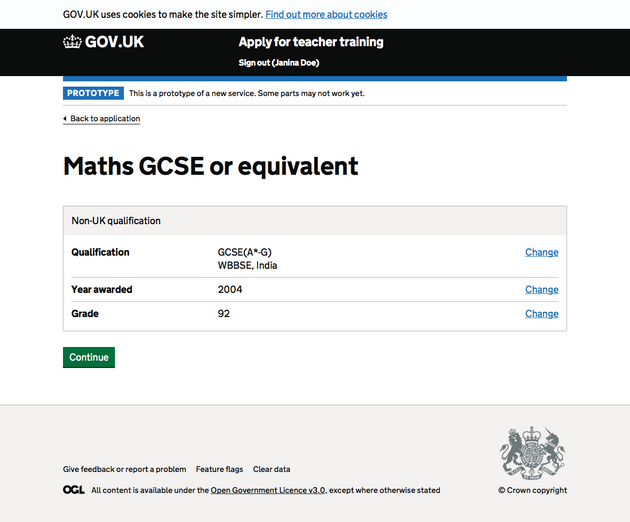 GOV.UK uses cookies to make the site simpler. Find out more about cookies
GOV.UK
Apply for teacher training
Sign out (Janina Doe)
PROTOTYPE This is a prototype of a new service. Some parts may not work yet.
Back to application
Maths GCSE or equivalent
Non-UK qualification
Qualification GCSE(A*-G) Change
WBBSE, India
Year awarded 2004 Change
Grade 92 Change
Continue
Give feedback or report a problem Feature flags Clear data
OGL All content is available under the Open Government Licence v3.0, except where otherwise stated
© Crown copyright